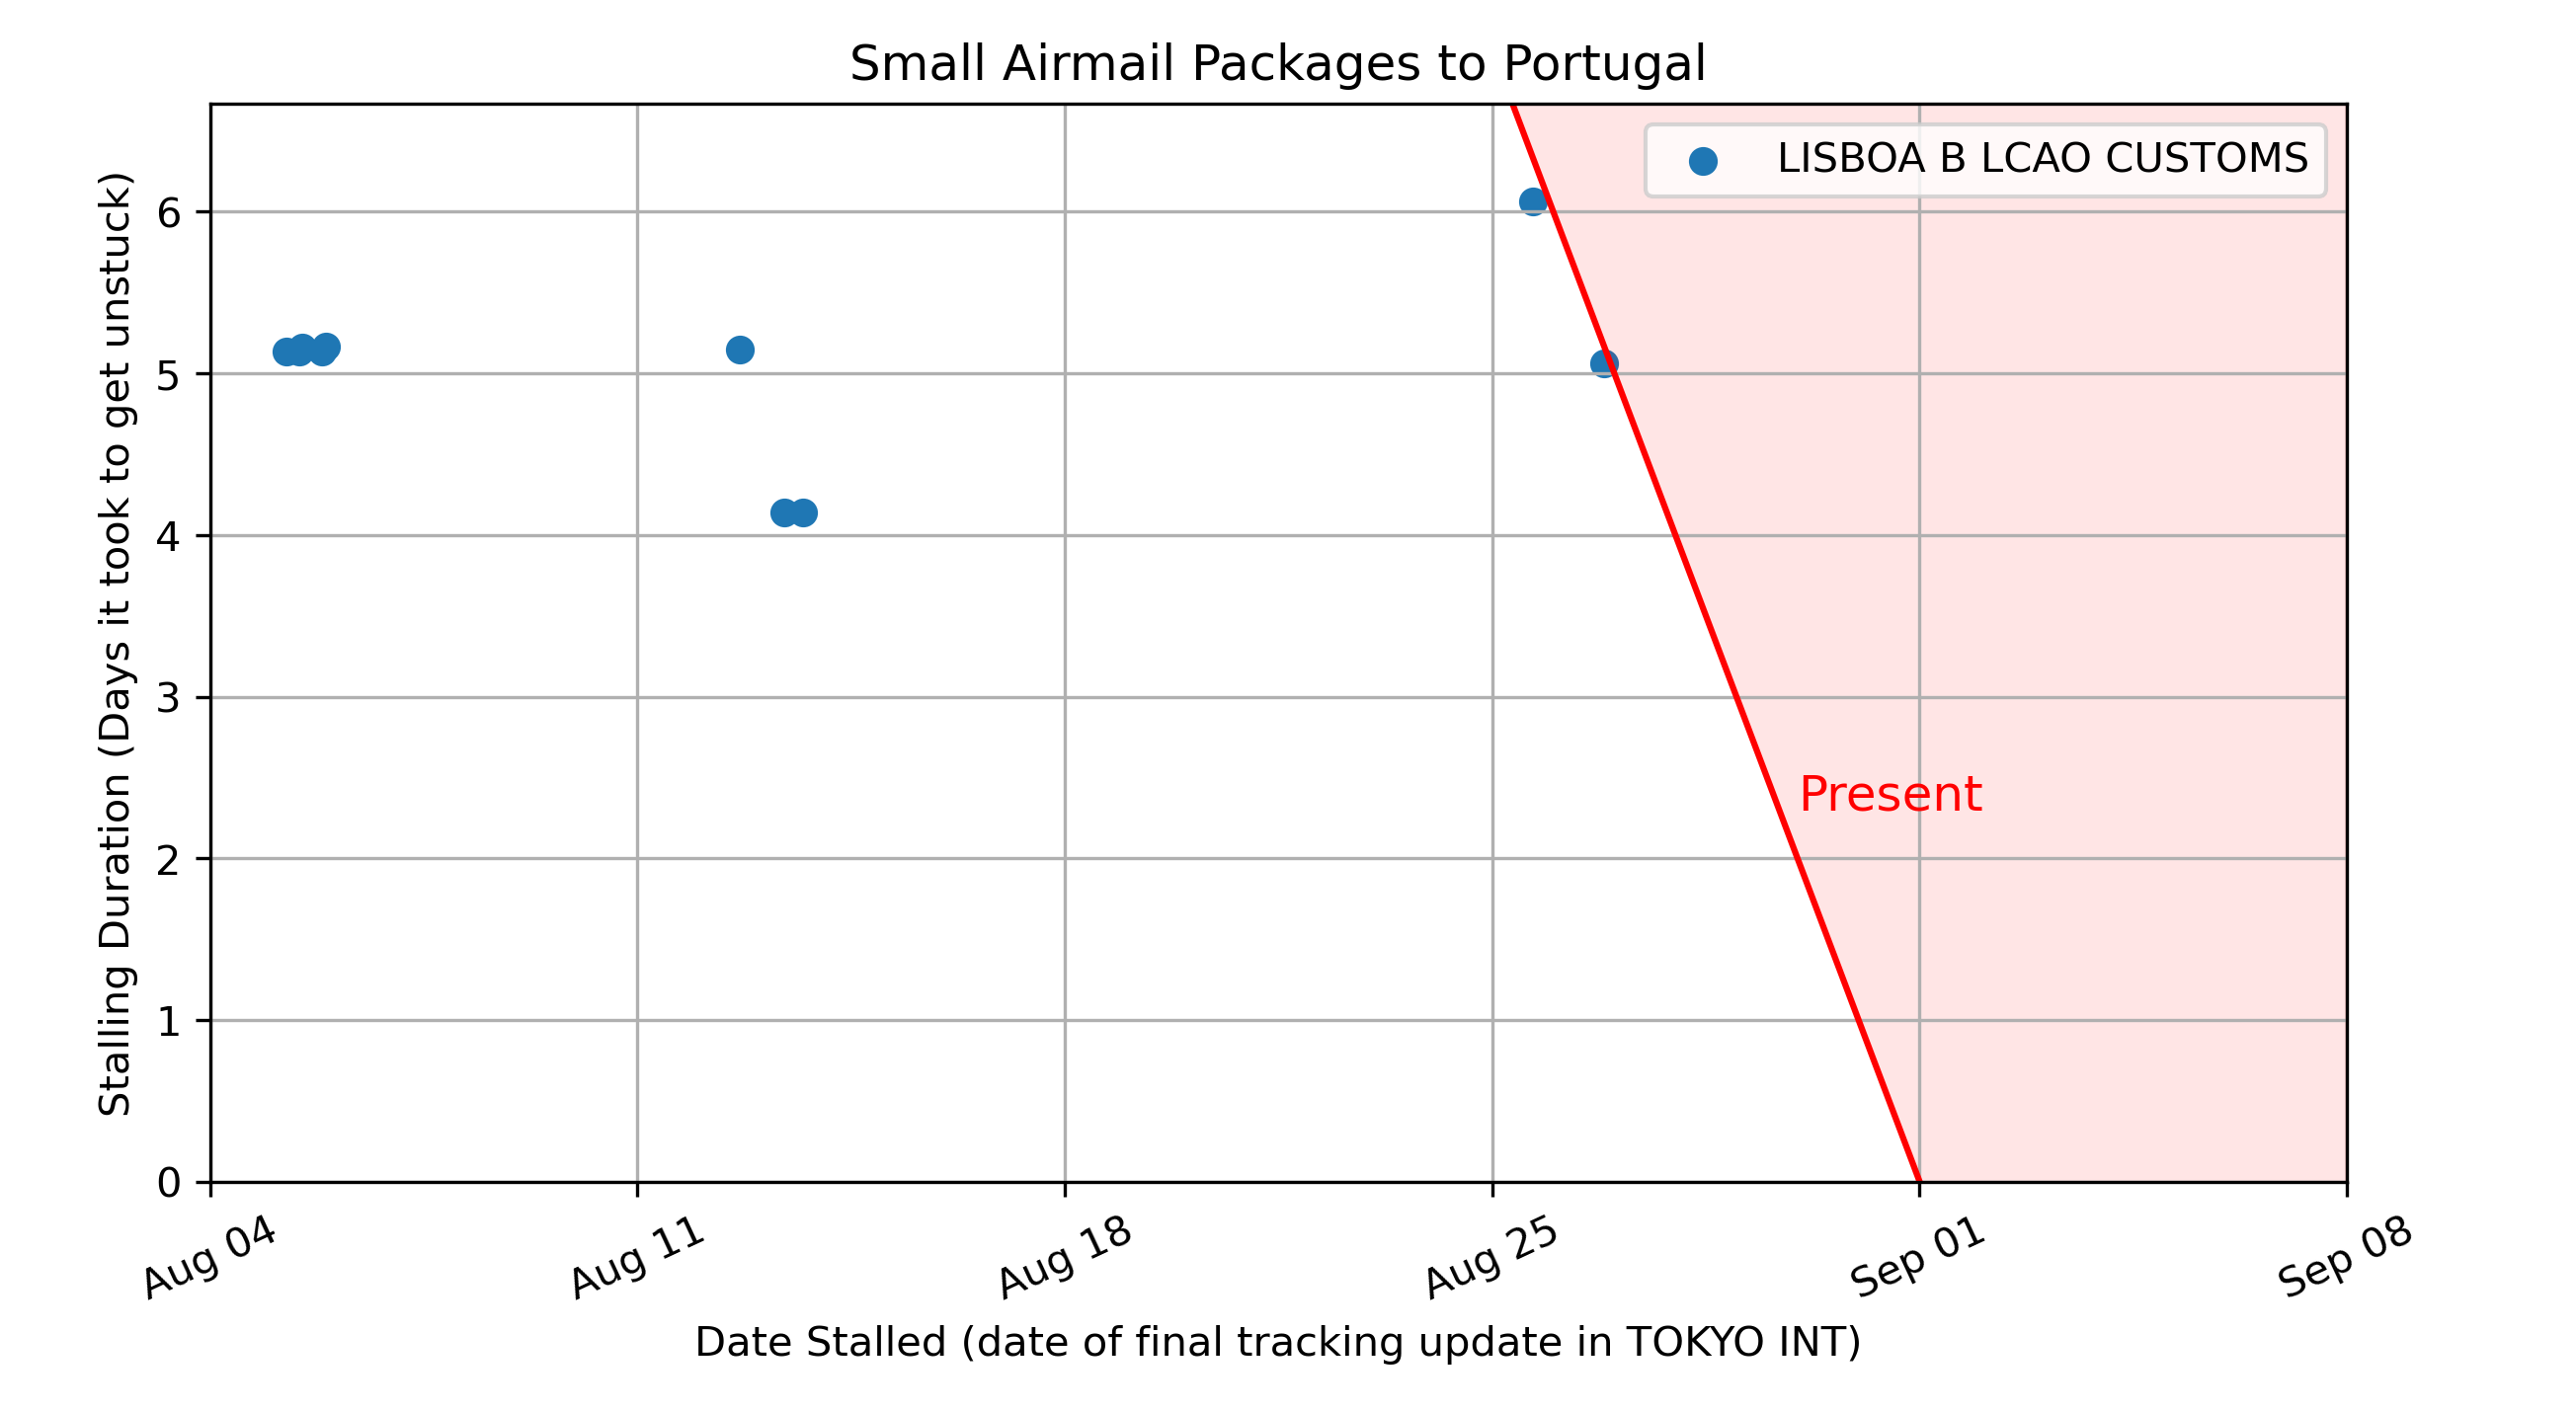 Small Airmail Packages to Portugal
LISBOA B LCAO CUSTOMS
Stalling Duration (Days it took to get unstuck)
6
5
4
3
2
1
0
Present
Aug 04
Aug 11
Aug 18
Aug 25
Sep 01
Sep 08
Date Stalled (date of final tracking update in TOKYO INT)